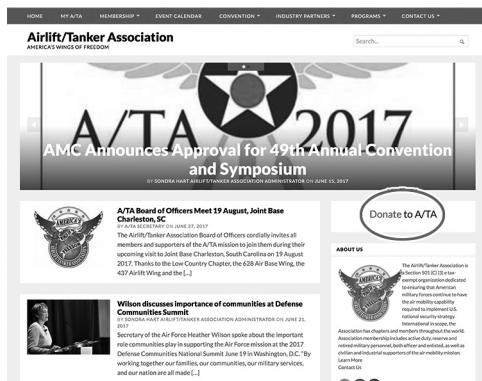 HOME MY A/TA MEMBERSHIP EVENT CALENDAR CONVENTION INDUSTRY PARTNERS PROGRAMS CONTACT US
Airlift/Tanker Association
AMERICA'S WINGS OF FREEDOM
Search...
A/TA 2017
AMC Announces Approval for 49th Annual Convention
and Symposium
BY SONDRA HART AIRLIFT/TANKER ASSOCIATION ADMINISTRATOR ON JUNE 15, 2017
A/TA Board of Officers Meet 19 August, Joint Base
Charleston, SC
BY A/TA SECRETARY ON JUNE 27, 2017
The Airlift/Tanker Association Board of Officers cordially invites all
members and supporters of the A/TA mission to join them during their
upcoming visit to Joint Base Charleston, South Carolina on 19 August
2017. Thanks to the Low Country Chapter, the 628 Air Base Wing, the
437 Airlift Wing and the [...]
Wilson discusses importance of communities at Defense
Communities Summit
BY SONDRA HART AIRLIFT/TANKER ASSOCIATION ADMINISTRATOR ON JUNE 21,
2017
Secretary of the Air Force Heather Wilson spoke about the important
role communities play in supporting the Air Force mission at the 2017
Defense Communities National Summit June 19 in Washington, D.C. "By
working together our families, our communities, our military services,
and our nation are all made [...]
Donate to A/TA
ABOUT US
The Airlift/Tanker Association is
a Section 501 (C) (3) e tax-
exempt organization dedicated
to ensuring that American
military forces continue to have
the air mobility capability
required to implement U.S.
national security strategy.
International in scope, the
Association has chapters and members throughout the world.
Association membership includes active duty, reserve and
retired military personnel, both officer and enlisted, as well as
civilian and industrial supporters of the air mobility mission.
Learn More
Contact Us